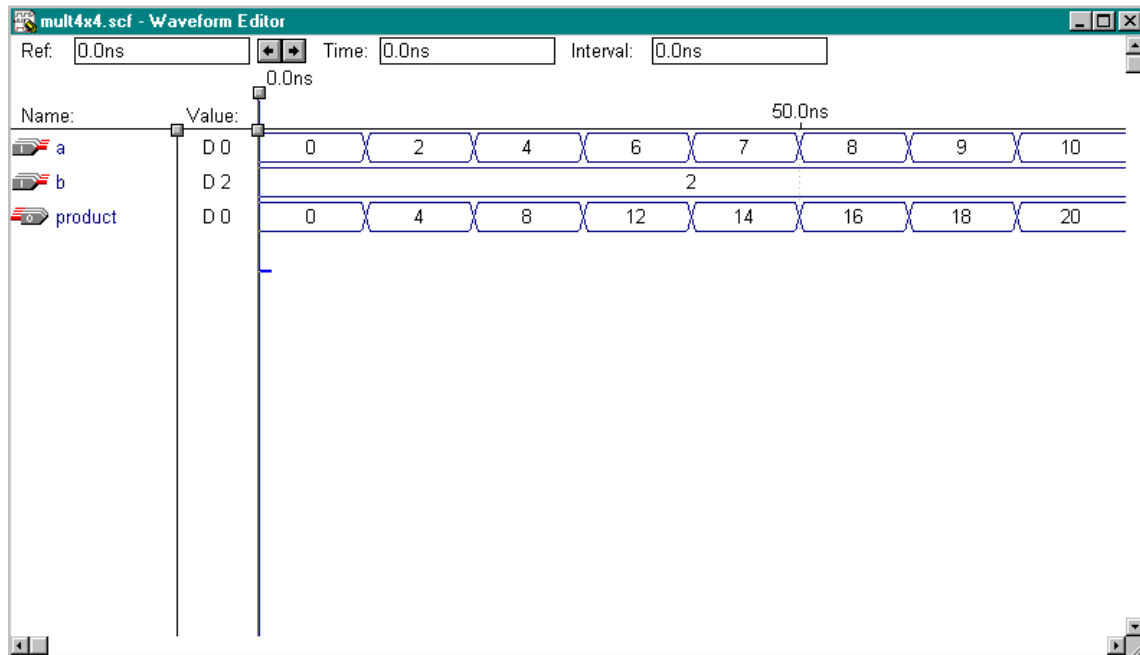 mult4x4.scf - Waveform Editor
Ref: 0.0ns Time: 0.0ns Interval: 0.0ns
0.0ns
Name: Value: 50.0ns
a D 0 0 2 4 6 7 8 9 10
b D 2 2
product D 0 0 4 8 12 14 16 18 20